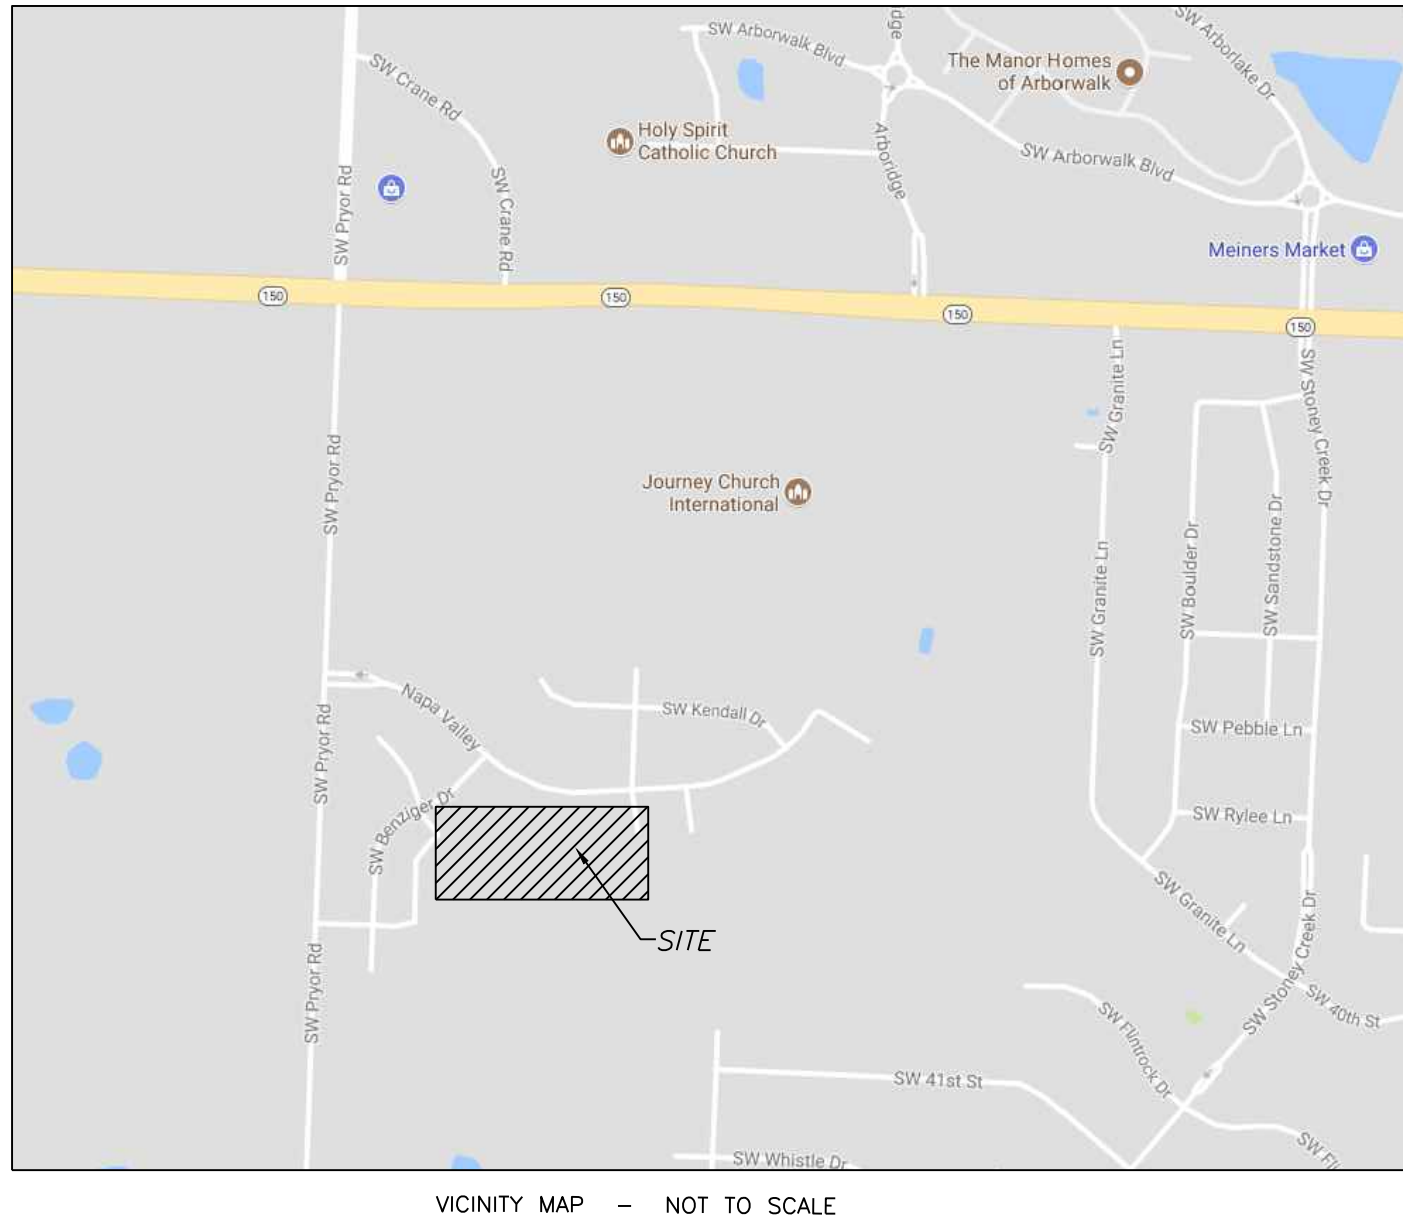 SW Arborwalk Blvd
dge
SW Arborlake Dr
The Manor Homes
of Arborwalk
SW Crane Rd
Holy Spirit
Catholic Church
Arboridge
SW Arborwalk Blvd
SW Pryor Rd
SW Crane Rd
Meiners Market
150
150
150
150
SW Granite Ln
SW Stoney Creek Dr
SW Pryor Rd
Journey Church
International
SW Granite Ln
SW Boulder Dr
SW Sandstone Dr
Napa Valley
SW Kendall Dr
SW Pryor Rd
SW Pebble Ln
SW Benziger Dr
SW Rylee Ln
SITE
SW Granite Ln
SW Stoney Creek Dr
SW Pryor Rd
SW 40th St
SW Flintrock Dr
SW 41st St
SW Whistle Dr
SW Fli
VICINITY MAP – NOT TO SCALE